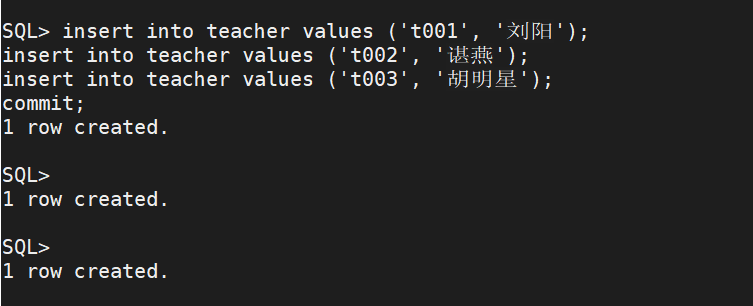 SQL> insert into teacher values ('t001', '刘阳');
insert into teacher values ('t002', '谌燕');
insert into teacher values ('t003', '胡明星');
commit;
1 row created.
SQL>
1 row created.
SQL>
1 row created.